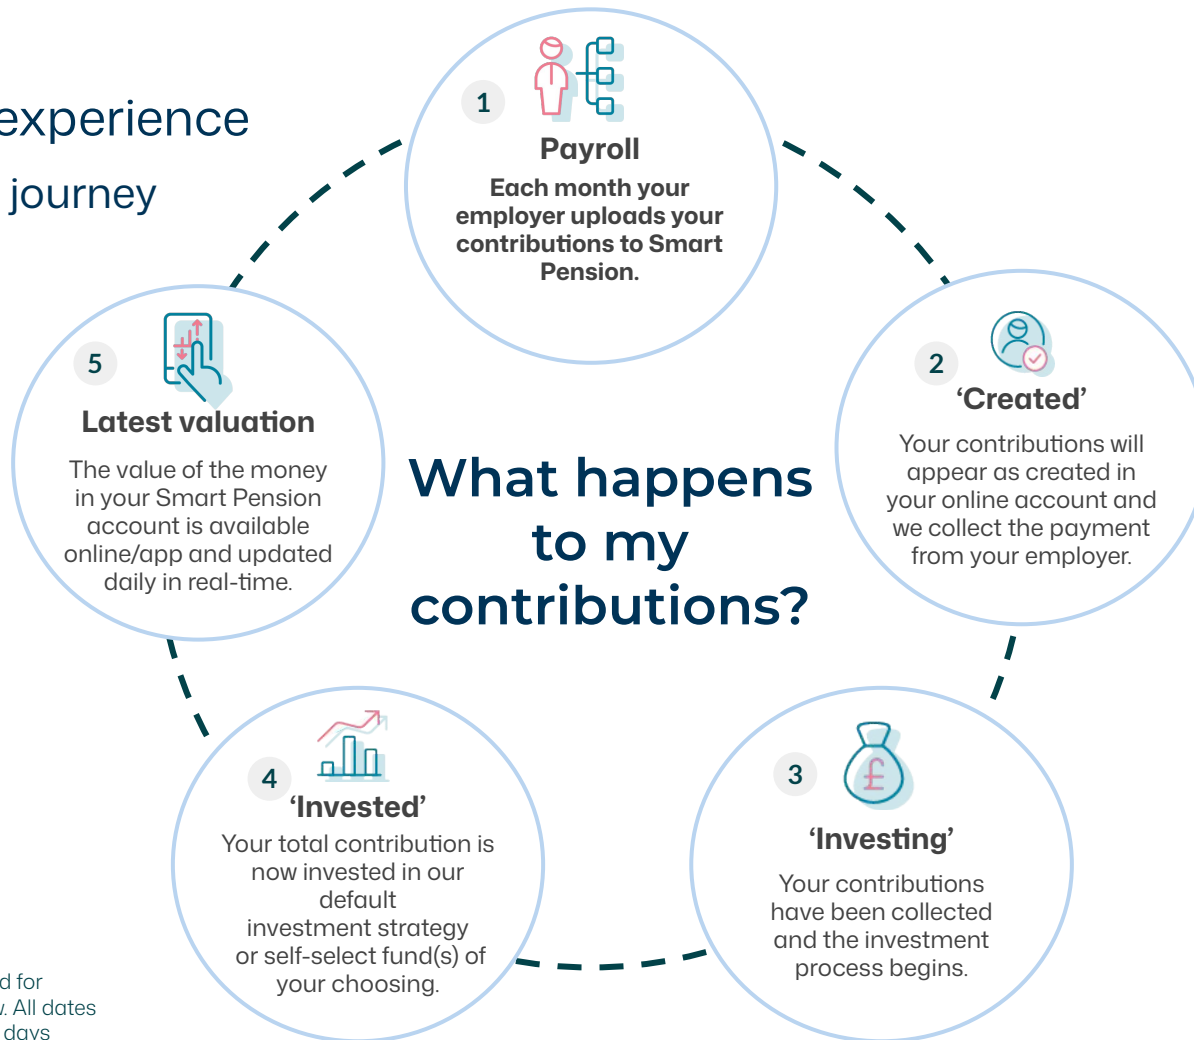 experience
journey
1
Payroll
Each month your
employer uploads your
contributions to Smart
Pension.
2
‘Created’
Your contributions will
appear as created in
your online account and
we collect the payment
from your employer.
5
Latest valuation
The value of the money
in your Smart Pension
account is available
online/app and updated
daily in real-time.
What happens
to my
contributions?
3
‘Investing’
Your contributions
have been collected
and the investment
process begins.
£
4
‘Invested’
Your total contribution is
now invested in our
default
investment strategy
or self-select fund(s) of
your choosing.
for
All dates
days